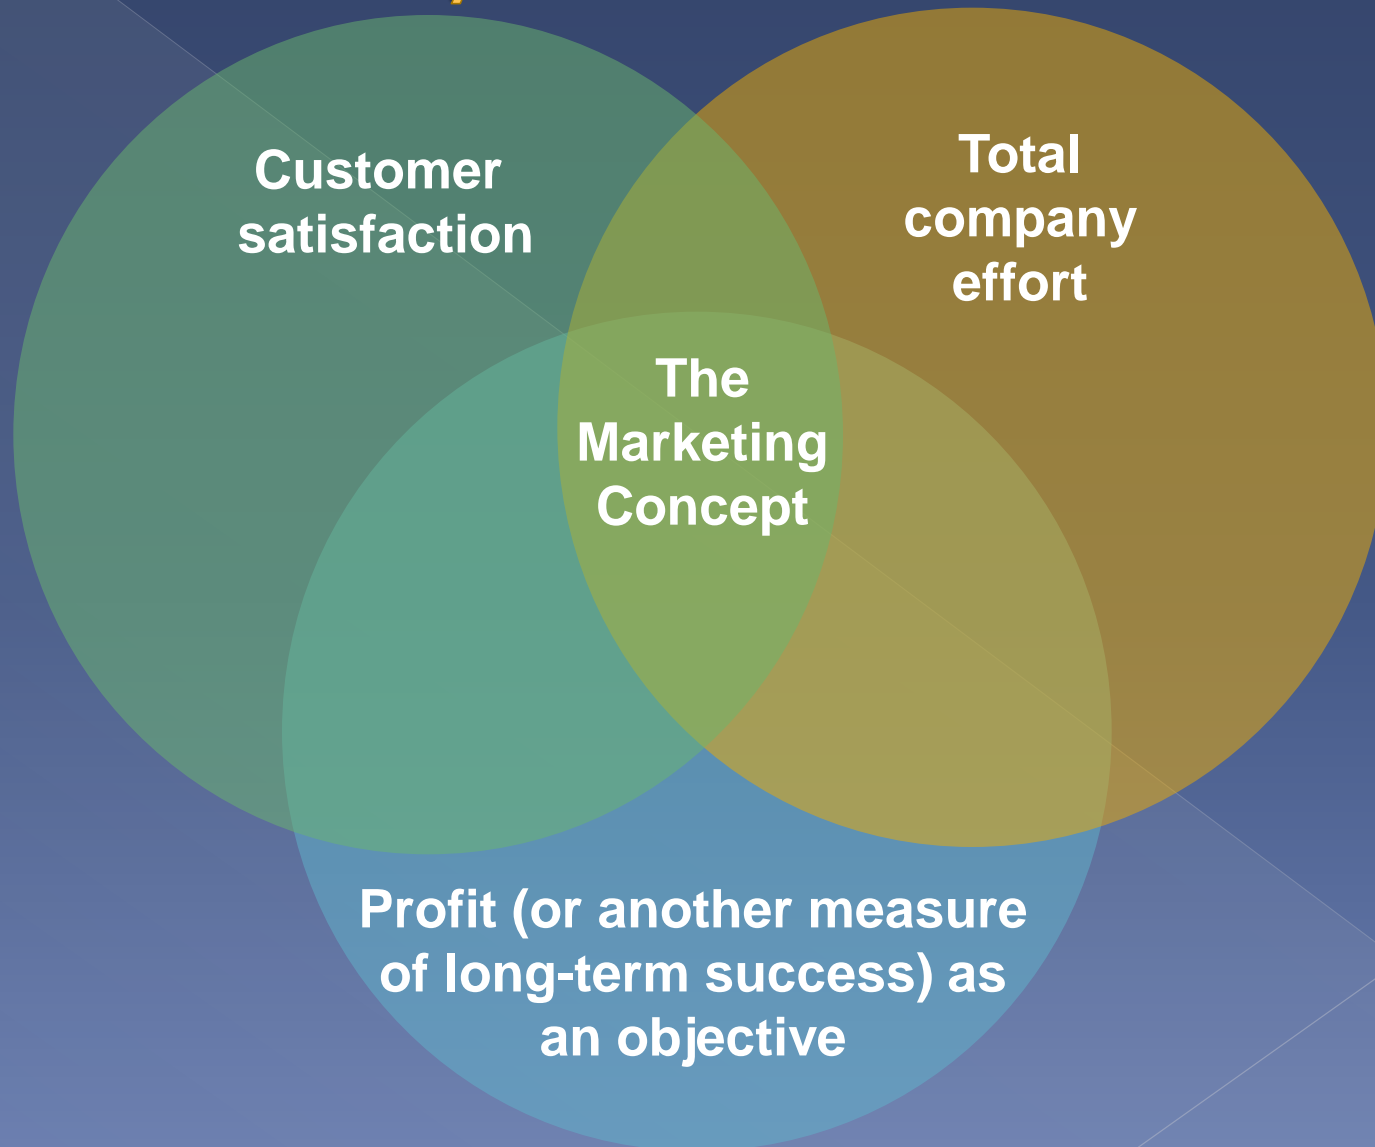 Customer
satisfaction
Total
company
effort
The
Marketing
Concept
Profit (or another measure
of long-term success) as
an objective